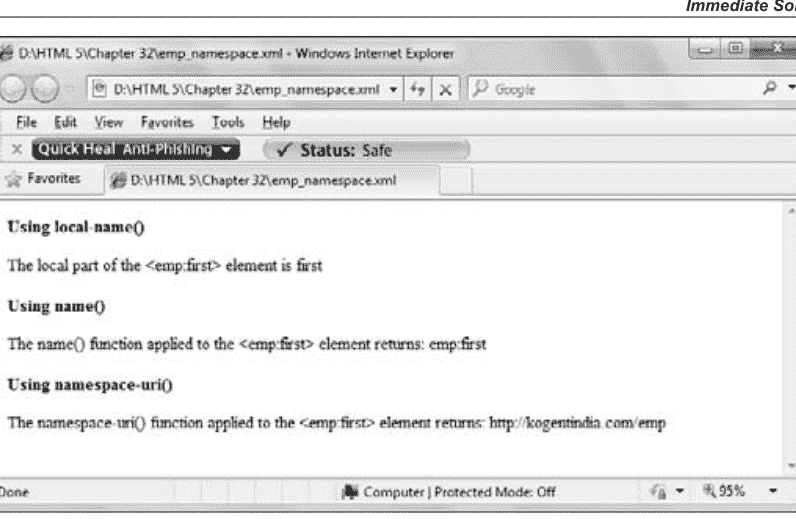 Immediate So
D:\HTML 5\Chapter 32\emp_namespace.xml - Windows Internet Explorer
D:\HTML 5\Chapter 32\emp_namespace.xml
Google
File Edit View Favorites Tools Help
Quick Heal Anti-Phishing
Status: Safe
Favorites
D:\HTML 5\Chapter 32\emp_namespace.xml
Using local-name()
The local part of the <emp:first> element is first
Using name()
The name() function applied to the <emp:first> element returns: emp:first
Using namespace-uri()
The namespace-uri() function applied to the <emp:first> element returns: http://kogentindia.com/emp
Done
Computer | Protected Mode: Off
95%